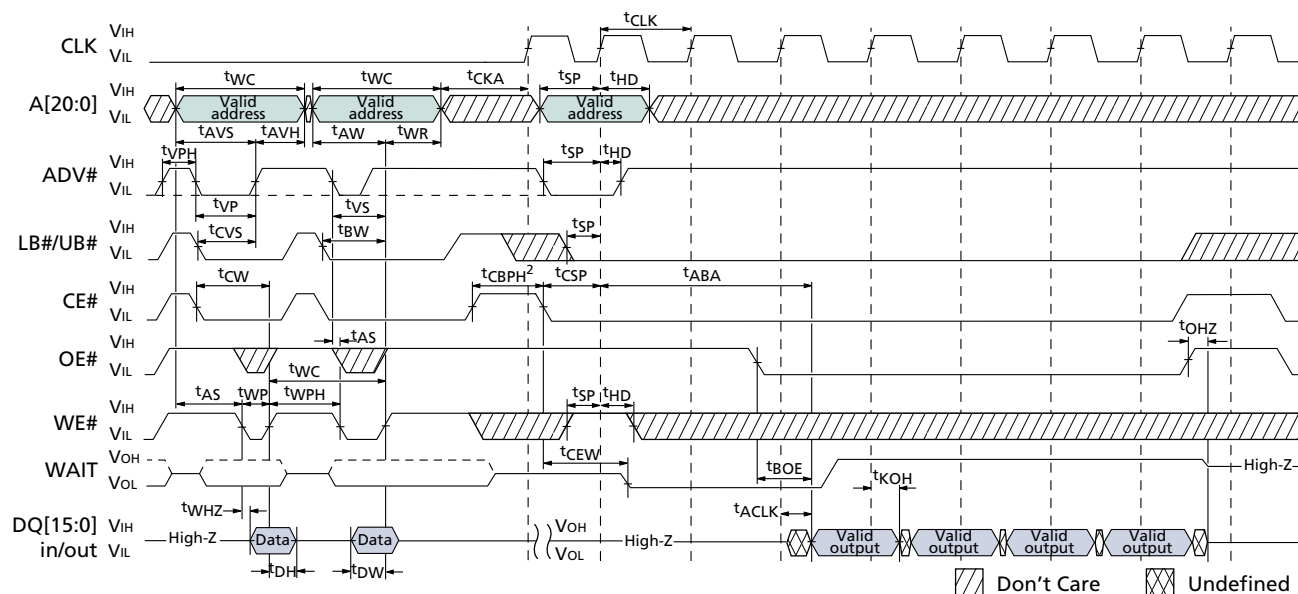 tCLK
CLK VIH
VIL
tWC tWC tCKA tSP tHD
A[20:0] VIH
VIL
Valid address Valid address Valid address
tAVS tAVH tAW tWR
tVPH tSP tHD
ADV# VIH
VIL
tVP tVS
tCVS tBW tSP
LB#/UB# VIH
VIL
tCW tCBPH2 tCSP tABA
CE# VIH
VIL
tAS tOHZ
OE# VIH
VIL
tWC
tAS tWP tWPH tSP tHD
WE# VIH
VIL
tCEW tBOE tKOH
WAIT VOH
VOL
High-Z
tWHZ tACLK
DQ[15:0] in/out VIH
VIL
High-Z Data Data VOH
VOL
High-Z Valid output Valid output Valid output Valid output
tDH tDW
Don't Care Undefined